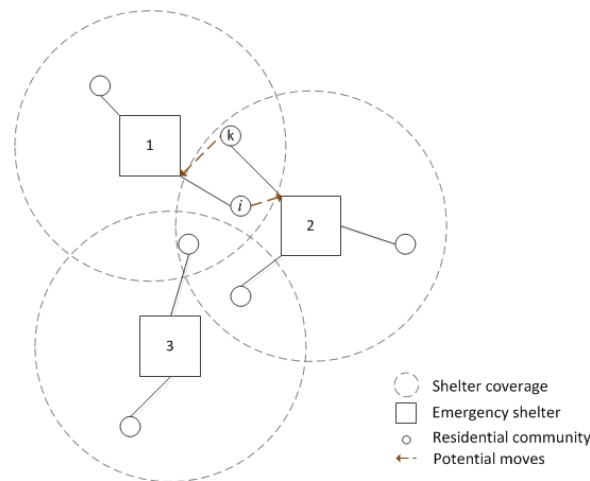 k
1
i
2
3
Shelter coverage
Emergency shelter
Residential community
Potential moves